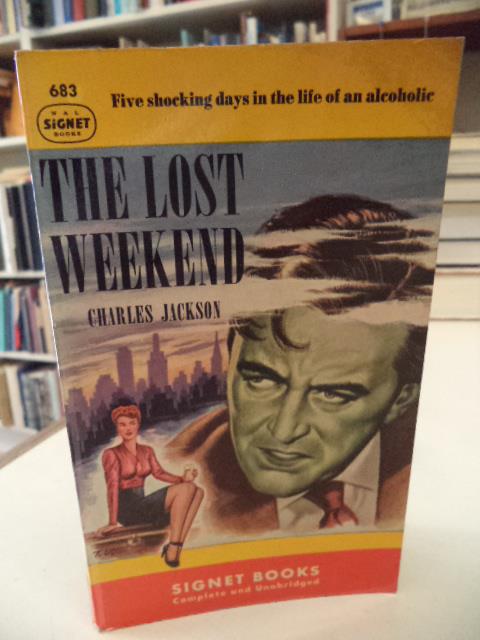 683
NAL
SIGNET
BOOKS
Five shocking days in the life of an alcoholic
THE LOST
WEEKEND
CHARLES JACKSON
SIGNET BOOKS
Complete and Unabridged